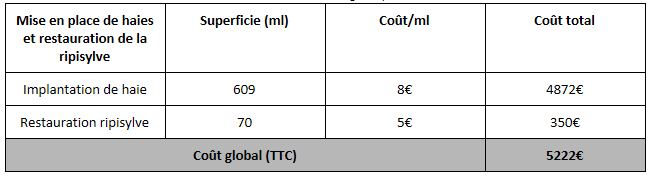 Mise en place de haies et restauration de la ripisylve Superficie (ml) Coût/ml Coût total
Implantation de haie 609 8€ 4872€
Restauration ripisylve 70 5€ 350€
Coût global (TTC) 5222€